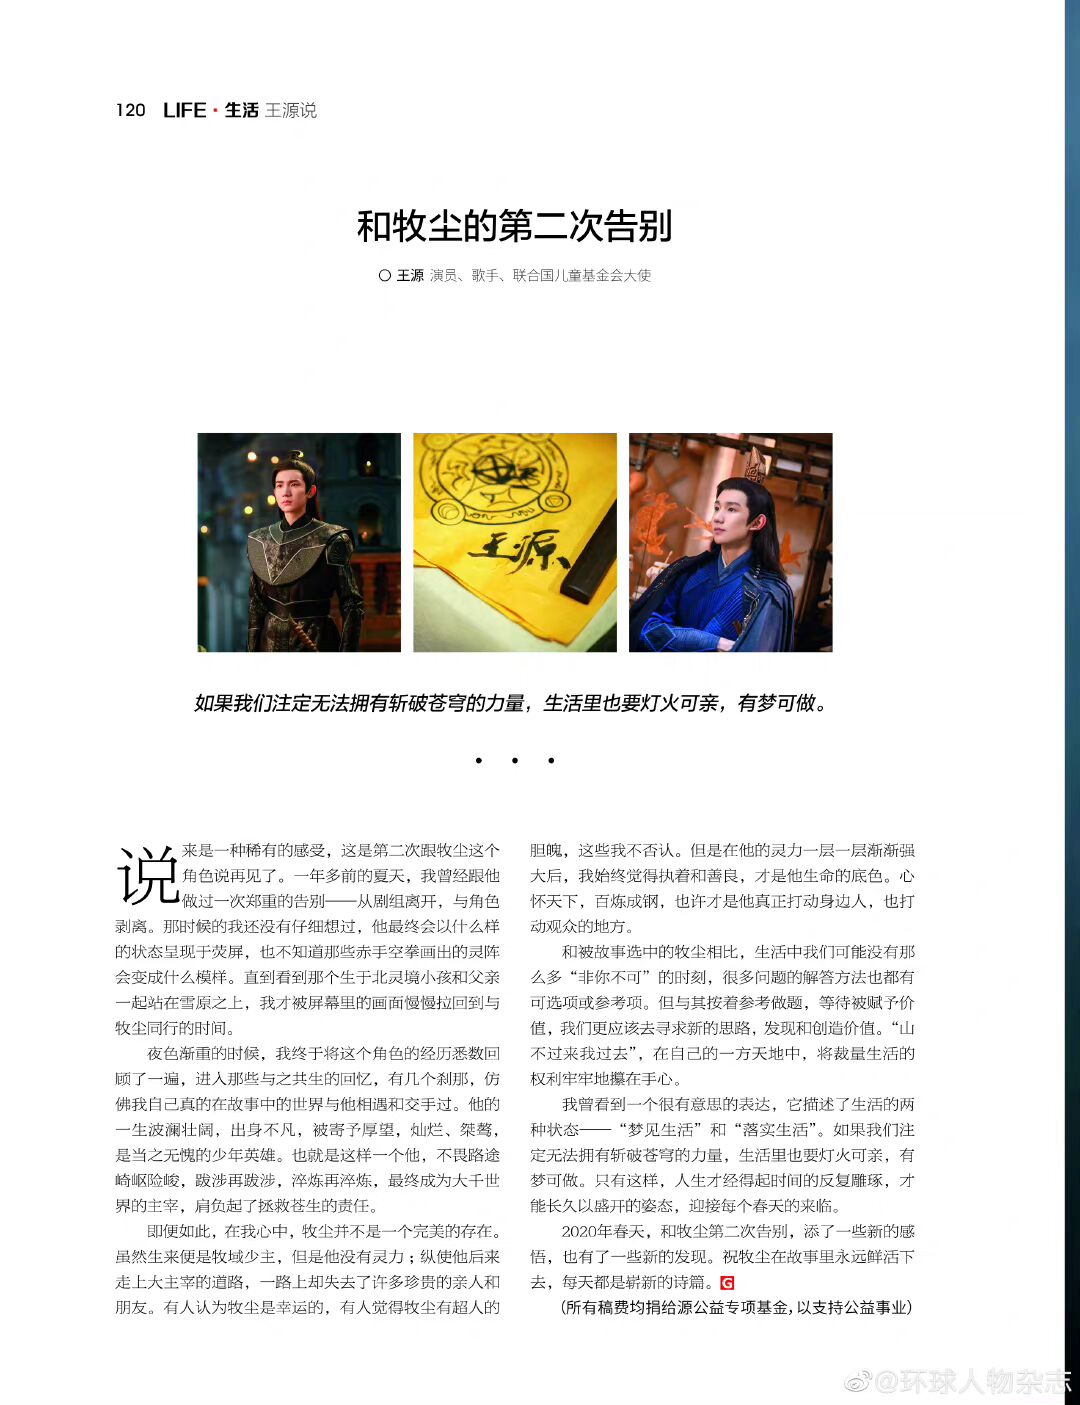 120 LIFE·生活 王源说
和牧尘的第二次告别
○ 王源 演员、歌手、联合国儿童基金会大使
王源
如果我们注定无法拥有斩破苍穹的力量，生活里也要灯火可亲，有梦可做。
说来是一种稀有的感受，这是第二次跟牧尘这个
角色说再见了。一年多前的夏天，我曾经跟他
做过一次郑重的告别——从剧组离开，与角色
剥离。那时候的我还没有仔细想过，他最终会以什么样
的状态呈现于荧屏，也不知道那些赤手空拳画出的灵阵
会变成什么模样。直到看到那个生于北灵境小孩和父亲
一起站在雪原之上，我才被屏幕里的画面慢慢拉回到与
牧尘同行的时间。
夜色渐重的时候，我终于将这个角色的经历悉数回
顾了一遍，进入那些与之共生的回忆，有几个刹那，仿
佛我自己真的在故事中的世界与他相遇和交手过。他的
一生波澜壮阔，出身不凡，被寄予厚望，灿烂、桀骜，
是当之无愧的少年英雄。也就是这样一个他，不畏路途
崎岖险峻，跋涉再跋涉，淬炼再淬炼，最终成为大千世
界的主宰，肩负起了拯救苍生的责任。
即便如此，在我心中，牧尘并不是一个完美的存在。
虽然生来便是牧域少主，但是他没有灵力；纵使他后来
走上大主宰的道路，一路上却失去了许多珍贵的亲人和
朋友。有人认为牧尘是幸运的，有人觉得牧尘有超人的
胆魄，这些我不否认。但是在他的灵力一层一层渐渐强
大后，我始终觉得执着和善良，才是他生命的底色。心
怀天下，百炼成钢，也许才是他真正打动身边人，也打
动观众的地方。
和被故事选中的牧尘相比，生活中我们可能没有那
么多“非你不可”的时刻，很多问题的解答方法也都有
可选项或参考项。但与其按着参考做题，等待被赋予价
值，我们更应该去寻求新的思路，发现和创造价值。“山
不过来我过去”，在自己的一方天地中，将裁量生活的
权利牢牢地攥在手心。
我曾看到一个很有意思的表达，它描述了生活的两
种状态——“梦见生活”和“落实生活”。如果我们注
定无法拥有斩破苍穹的力量，生活里也要灯火可亲，有
梦可做。只有这样，人生才经得起时间的反复雕琢，才
能长久以盛开的姿态，迎接每个春天的来临。
2020年春天，和牧尘第二次告别，添了一些新的感
悟，也有了一些新的发现。祝牧尘在故事里永远鲜活下
去，每天都是崭新的诗篇。G
（所有稿费均捐给源公益专项基金，以支持公益事业）
@环球人物杂志